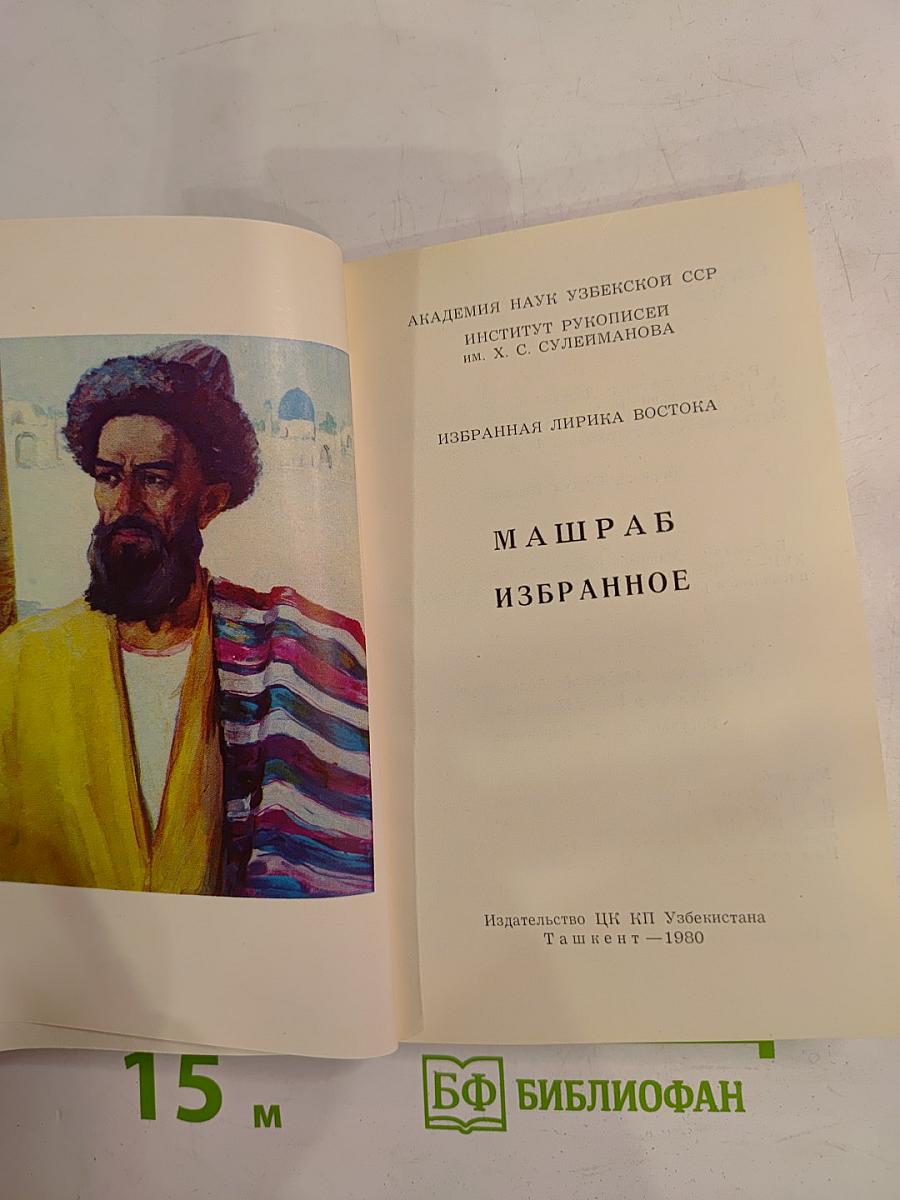 АКАДЕМИЯ НАУК УЗБЕКСКОЙ ССР
ИНСТИТУТ РУКОПИСЕЙ
им. Х. С. СУЛЕЙМАНОВА
ИЗБРАННАЯ ЛИРИКА ВОСТОКА
МАШРАБ
ИЗБРАННОЕ
Издательство ЦК КП Узбекистана
Ташкент—1980
15 м
БФ БИБЛИОФАН